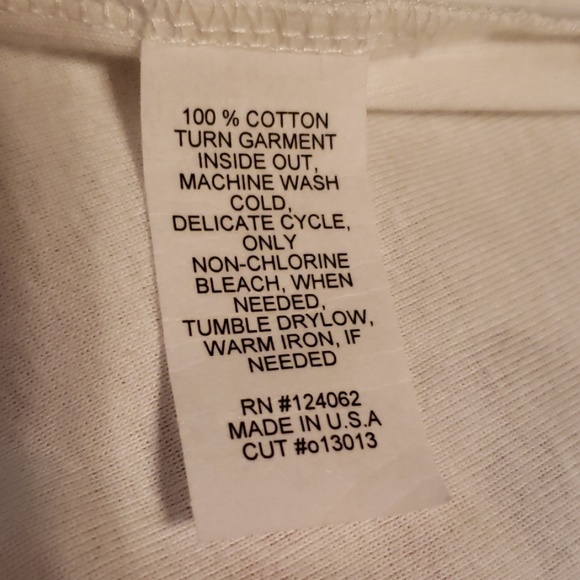 100 % COTTON
TURN GARMENT
INSIDE OUT,
MACHINE WASH
COLD,
DELICATE CYCLE,
ONLY
NON-CHLORINE
BLEACH, WHEN
NEEDED,
TUMBLE DRYLOW,
WARM IRON, IF
NEEDED
RN #124062
MADE IN U.S.A
CUT #o13013